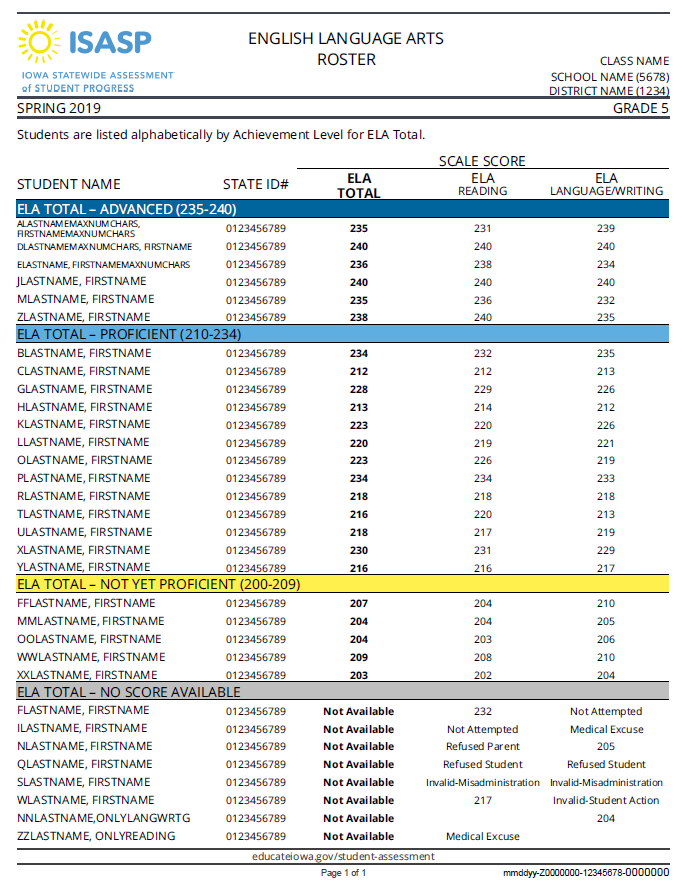 ISASP
IOWA STATEWIDE ASSESSMENT
of STUDENT PROGRESS
ENGLISH LANGUAGE ARTS
ROSTER
CLASS NAME
SCHOOL NAME (5678)
DISTRICT NAME (1234)
SPRING 2019 GRADE 5
Students are listed alphabetically by Achievement Level for ELA Total.
SCALE SCORE
STUDENT NAME STATE ID# ELA TOTAL ELA READING ELA LANGUAGE/WRITING
ELA TOTAL – ADVANCED (235-240)
ALASTNAMEMAXNUMCHARS,
FIRSTNAMEMAXNUMCHARS 0123456789 235 231 239
DLASTNAMEMAXNUMCHARS, FIRSTNAME 0123456789 240 240 240
ELASTNAME, FIRSTNAMEMAXNUMCHARS 0123456789 236 238 234
JLASTNAME, FIRSTNAME 0123456789 240 240 240
MLASTNAME, FIRSTNAME 0123456789 235 236 232
ZLASTNAME, FIRSTNAME 0123456789 238 240 235
ELA TOTAL – PROFICIENT (210-234)
BLASTNAME, FIRSTNAME 0123456789 234 232 235
CLASTNAME, FIRSTNAME 0123456789 212 212 213
GLASTNAME, FIRSTNAME 0123456789 228 229 226
HLASTNAME, FIRSTNAME 0123456789 213 214 212
KLASTNAME, FIRSTNAME 0123456789 223 220 226
LLASTNAME, FIRSTNAME 0123456789 220 219 221
OLASTNAME, FIRSTNAME 0123456789 223 226 219
PLASTNAME, FIRSTNAME 0123456789 234 234 233
RLASTNAME, FIRSTNAME 0123456789 218 218 218
TLASTNAME, FIRSTNAME 0123456789 216 220 213
ULASTNAME, FIRSTNAME 0123456789 218 217 219
XLASTNAME, FIRSTNAME 0123456789 230 231 229
YLASTNAME, FIRSTNAME 0123456789 216 216 217
ELA TOTAL – NOT YET PROFICIENT (200-209)
FFLASTNAME, FIRSTNAME 0123456789 207 204 210
MMLASTNAME, FIRSTNAME 0123456789 204 204 205
OOLASTNAME, FIRSTNAME 0123456789 204 203 206
WWLASTNAME, FIRSTNAME 0123456789 209 208 210
XXLASTNAME, FIRSTNAME 0123456789 203 202 204
ELA TOTAL – NO SCORE AVAILABLE
FLASTNAME, FIRSTNAME 0123456789 Not Available 232 Not Attempted
ILASTNAME, FIRSTNAME 0123456789 Not Available Not Attempted Medical Excuse
NLASTNAME, FIRSTNAME 0123456789 Not Available Refused Parent 205
QLASTNAME, FIRSTNAME 0123456789 Not Available Refused Student Refused Student
SLASTNAME, FIRSTNAME 0123456789 Not Available Invalid-Misadministration Invalid-Misadministration
WLASTNAME, FIRSTNAME 0123456789 Not Available 217 Invalid-Student Action
NNLASTNAME,ONLYLANGWRTG 0123456789 Not Available 204
ZZLASTNAME, ONLYREADING 0123456789 Not Available Medical Excuse
educateiowa.gov/student-assessment
Page 1 of 1 mmddyy-Z0000000-12345678-0000000